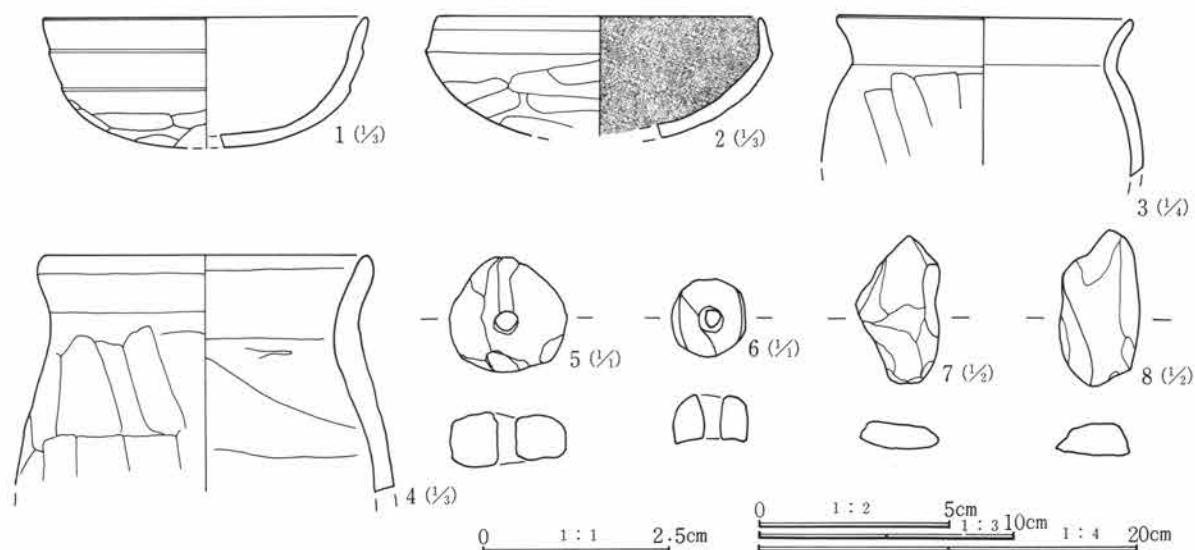 1 (1/3)
2 (1/3)
3 (1/4)
4 (1/3)
5 (1/1)
6 (1/1)
7 (1/2)
8 (1/2)
0 1:1 2.5cm
0 1:2 5cm
1:3 10cm
1:4 20cm